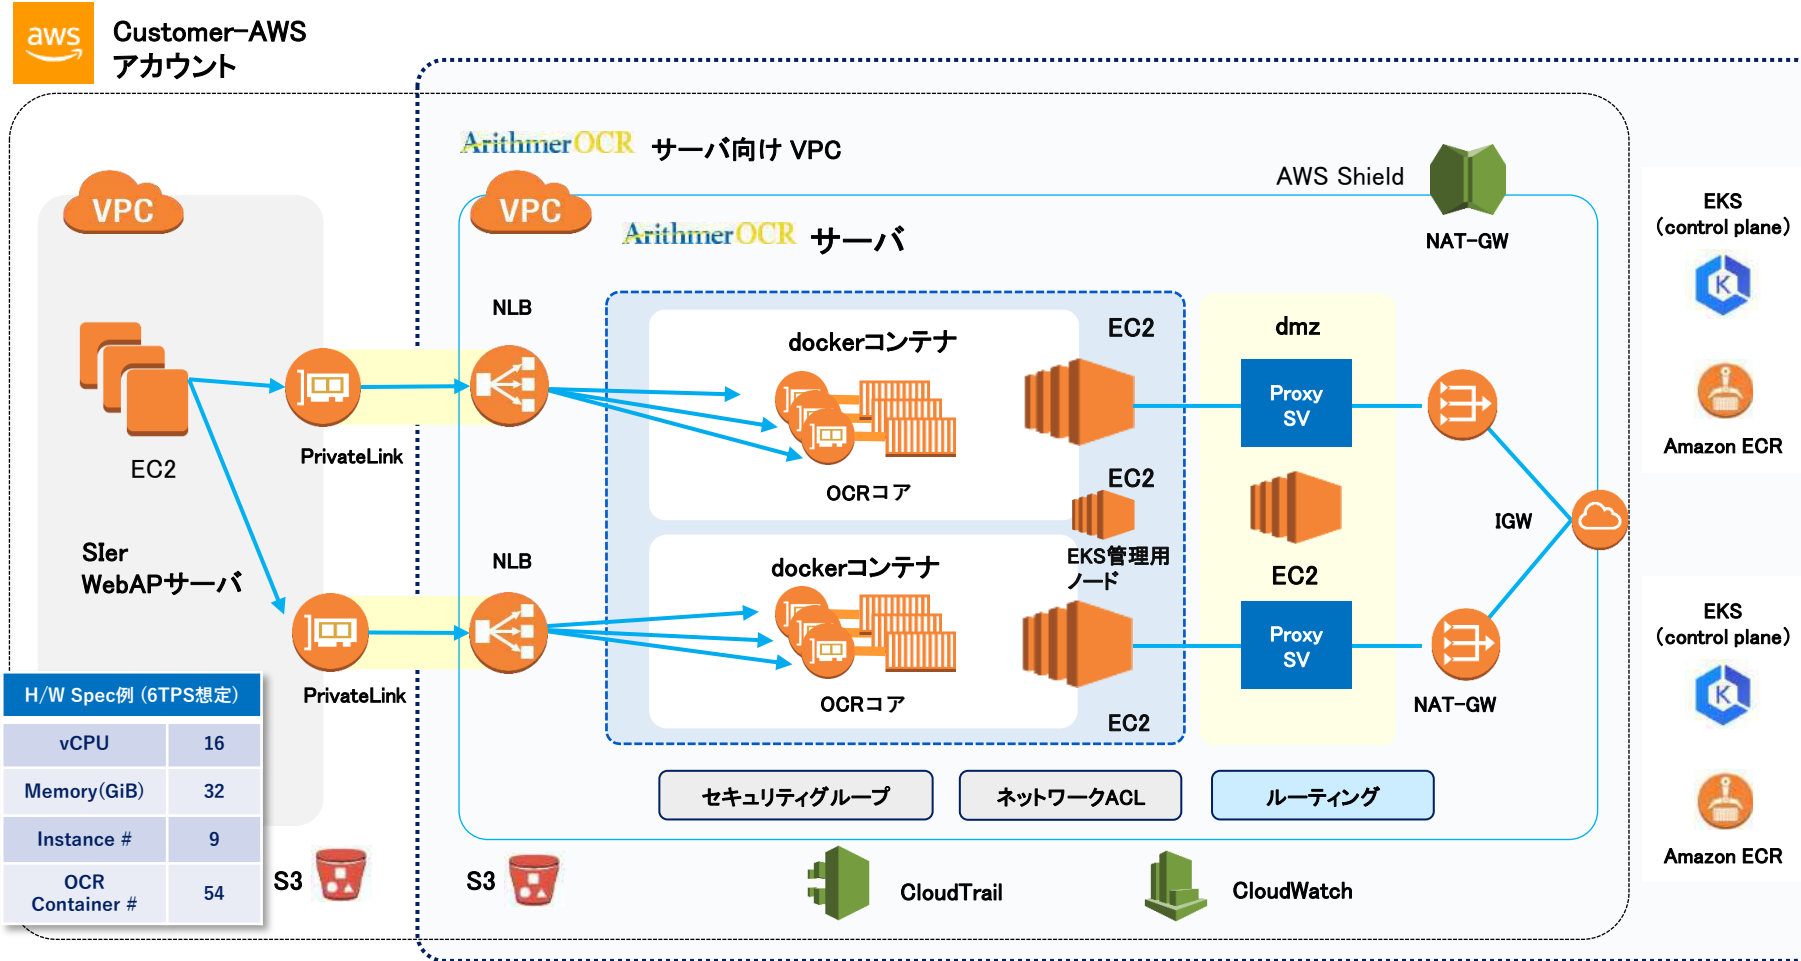 aws
Customer-AWS
アカウント
ArithmerOCR サーバ向け VPC
AWS Shield
NAT-GW
VPC
VPC
ArithmerOCR サーバ
EKS
(control plane)
K
Amazon ECR
NLB
EC2
dockerコンテナ
dmz
Proxy
SV
PrivateLink
EC2
OCRコア
EC2
IGW
SIer
WebAPサーバ
NLB
EKS管理用
ノード
dockerコンテナ
EC2
Proxy
SV
EKS
(control plane)
K
PrivateLink
OCRコア
EC2
NAT-GW
H/W Spec例 (6TPS想定)
vCPU 16
Memory(GiB) 32
Instance # 9
OCR
Container # 54
セキュリティグループ
ネットワークACL
ルーティング
Amazon ECR
S3
S3
CloudTrail
CloudWatch